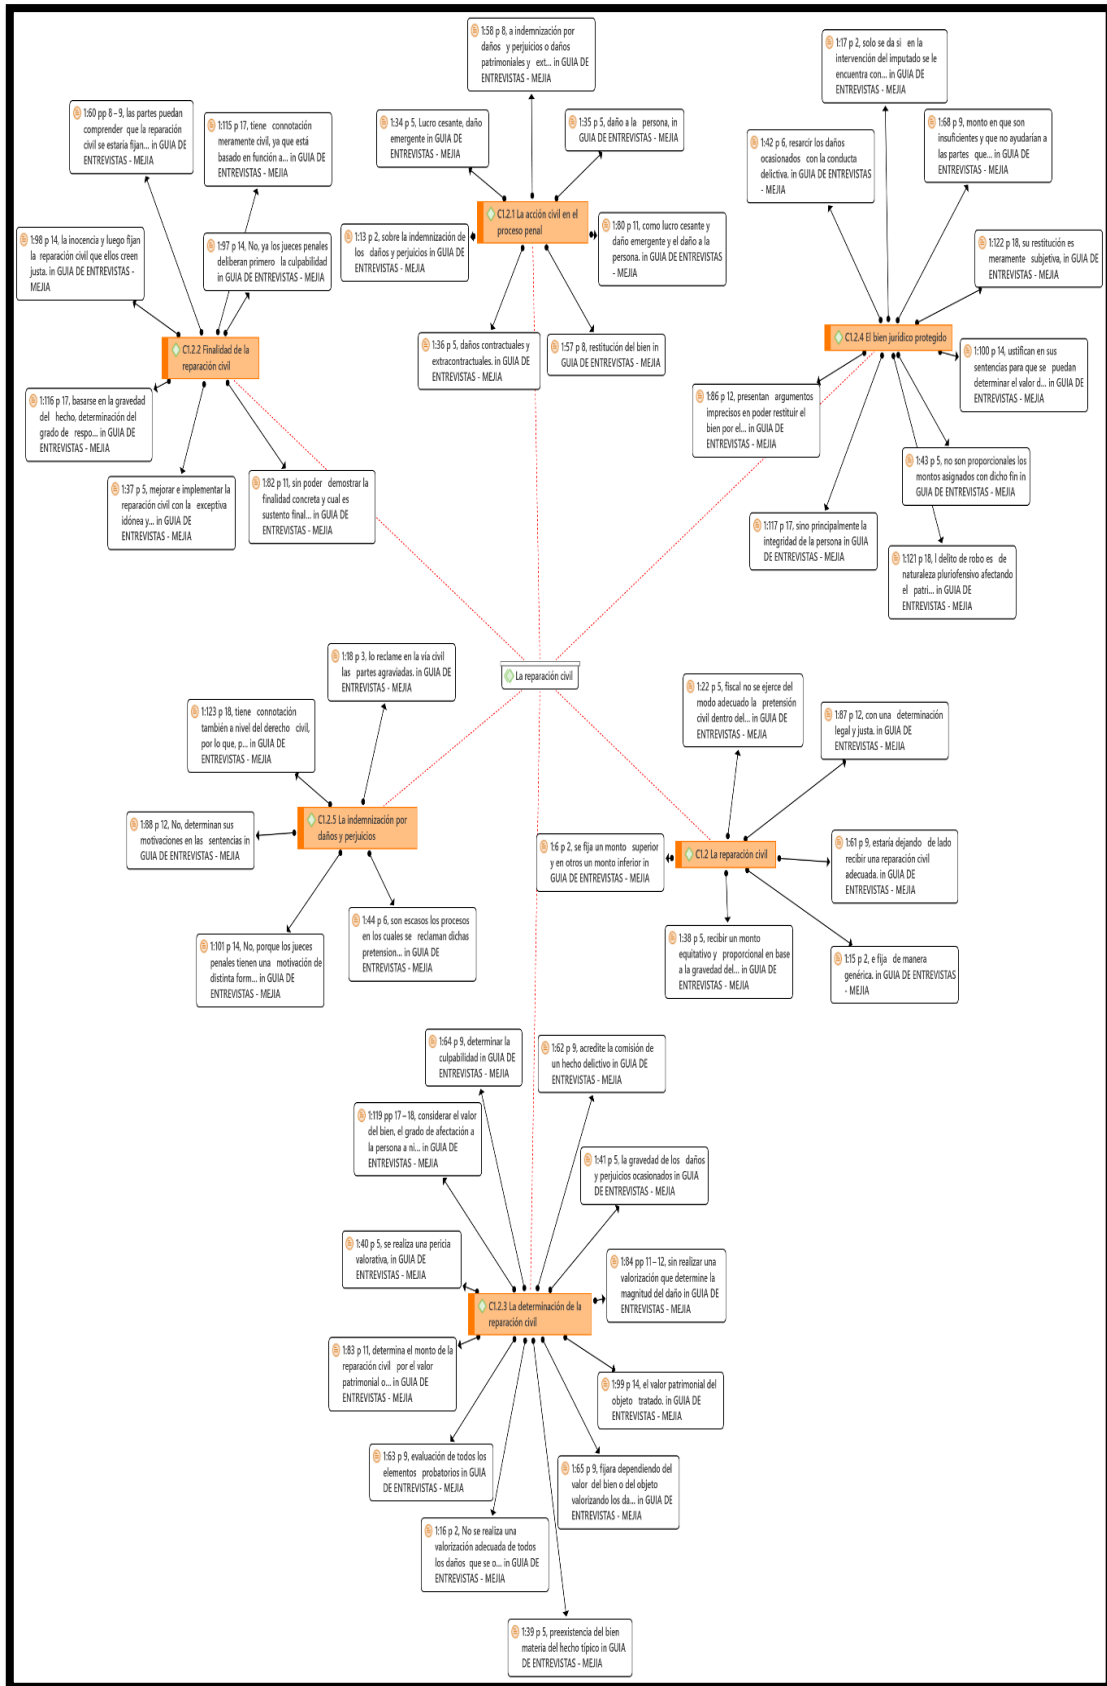 1:58 p 8, a indemnización por
daños y perjuicios o daños
patrimoniales y ext... in GUIA DE
ENTREVISTAS - MEJIA
1:17 p 2, solo se da si en la
intervención del imputado se le
encuentra con... in GUIA DE
ENTREVISTAS - MEJIA
1:60 pp 8 – 9, las partes puedan
comprender que la reparación
civil se estaria fijan... in GUIA DE
ENTREVISTAS - MEJIA
1:115 p 17, tiene connotación
meramente civil, ya que está
basado en función a... in GUIA DE
ENTREVISTAS - MEJIA
1:34 p 5, Lucro cesante, daño
emergente in GUIA DE
ENTREVISTAS - MEJIA
1:35 p 5, daño a la persona, in
GUIA DE ENTREVISTAS - MEJIA
1:68 p 9, monto en que son
insuficientes y que no ayudarían a
las partes que... in GUIA DE
ENTREVISTAS - MEJIA
1:42 p 6, resarcir los daños
ocasionados con la conducta
delictiva. in GUIA DE ENTREVISTAS
- MEJIA
C1.2.1 La acción civil en el
proceso penal
1:98 p 14, la inocencia y luego fijan
la reparación civil que ellos creen
justa. in GUIA DE ENTREVISTAS -
MEJIA
1:97 p 14, No, ya los jueces penales
deliberan primero la culpabilidad
in GUIA DE ENTREVISTAS - MEJIA
1:13 p 2, sobre la indemnización de
los daños y perjuicios in GUIA DE
ENTREVISTAS - MEJIA
1:80 p 11, como lucro cesante y
daño emergente y el daño a la
persona. in GUIA DE ENTREVISTAS
- MEJIA
1:122 p 18, su restitución es
meramente subjetiva, in GUIA DE
ENTREVISTAS - MEJIA
C1.2.2 Finalidad de la
reparación civil
1:36 p 5, daños contractuales y
extracontractuales. in GUIA DE
ENTREVISTAS - MEJIA
1:57 p 8, restitución del bien in
GUIA DE ENTREVISTAS - MEJIA
C1.2.4 El bien jurídico protegido
1:100 p 14, ustifican en sus
sentencias para que se puedan
determinar el valor d... in GUIA DE
ENTREVISTAS - MEJIA
1:116 p 17, basarse en la gravedad
del hecho, determinación del
grado de respo... in GUIA DE
ENTREVISTAS - MEJIA
1:86 p 12, presentan argumentos
imprecisos en poder restituir el
bien por el... in GUIA DE
ENTREVISTAS - MEJIA
1:37 p 5, mejorar e implementar la
reparación civil con la exceptiva
idónea y... in GUIA DE
ENTREVISTAS - MEJIA
1:82 p 11, sin poder demostrar la
finalidad concreta y cual es
sustento final... in GUIA DE
ENTREVISTAS - MEJIA
1:43 p 5, no son proporcionales los
montos asignados con dicho fin in
GUIA DE ENTREVISTAS - MEJIA
1:117 p 17, sino principalmente la
integridad de la persona in GUIA
DE ENTREVISTAS - MEJIA
1:121 p 18, l delito de robo es de
naturaleza pluriofensivo afectando
el patri... in GUIA DE
ENTREVISTAS - MEJIA
1:18 p 3, lo reclame en la vía civil
las partes agraviadas. in GUIA DE
ENTREVISTAS - MEJIA
La reparación civil
1:22 p 5, fiscal no se ejerce del
modo adecuado la pretensión
civil dentro del... in GUIA DE
ENTREVISTAS - MEJIA
1:123 p 18, tiene connotación
también a nivel del derecho civil,
por lo que, p... in GUIA DE
ENTREVISTAS - MEJIA
1:87 p 12, con una determinación
legal y justa. in GUIA DE
ENTREVISTAS - MEJIA
1:88 p 12, No, determinan sus
motivaciones en las sentencias in
GUIA DE ENTREVISTAS - MEJIA
C1.2.5 La indemnización por
daños y perjuicios
1:6 p 2, se fija un monto superior
y en otros un monto inferior in
GUIA DE ENTREVISTAS - MEJIA
C1.2 La reparación civil
1:61 p 9, estaría dejando de lado
recibir una reparación civil
adecuada. in GUIA DE
ENTREVISTAS - MEJIA
1:44 p 6, son escasos los procesos
en los cuales se reclaman dichas
pretension... in GUIA DE
ENTREVISTAS - MEJIA
1:101 p 14, No, porque los jueces
penales tienen una motivación de
distinta form... in GUIA DE
ENTREVISTAS - MEJIA
1:38 p 5, recibir un monto
equitativo y proporcional en base
a la gravedad del... in GUIA DE
ENTREVISTAS - MEJIA
1:15 p 2, e fija de manera
genérica. in GUIA DE ENTREVISTAS
- MEJIA
1:64 p 9, determinar la
culpabilidad in GUIA DE
ENTREVISTAS - MEJIA
1:62 p 9, acredite la comisión de
un hecho delictivo in GUIA DE
ENTREVISTAS - MEJIA
1:119 pp 17 – 18, considerar el valor
del bien, el grado de afectación a
la persona a ni... in GUIA DE
ENTREVISTAS - MEJIA
1:41 p 5, la gravedad de los daños
y perjuicios ocasionados in GUIA
DE ENTREVISTAS - MEJIA
1:40 p 5, se realiza una pericia
valorativa, in GUIA DE
ENTREVISTAS - MEJIA
1:84 pp 11 – 12, sin realizar una
valorización que determine la
magnitud del daño in GUIA DE
ENTREVISTAS - MEJIA
C1.2.3 La determinación de la
reparación civil
1:83 p 11, determina el monto de la
reparación civil por el valor
patrimonial o... in GUIA DE
ENTREVISTAS - MEJIA
1:99 p 14, el valor patrimonial del
objeto tratado. in GUIA DE
ENTREVISTAS - MEJIA
1:63 p 9, evaluación de todos los
elementos probatorios in GUIA
DE ENTREVISTAS - MEJIA
1:65 p 9, fijara dependiendo del
valor del bien o del objeto
valorizando los da... in GUIA DE
ENTREVISTAS - MEJIA
1:16 p 2, No se realiza una
valorización adecuada de todos
los daños que se o... in GUIA DE
ENTREVISTAS - MEJIA
1:39 p 5, preexistencia del bien
materia del hecho típico in GUIA
DE ENTREVISTAS - MEJIA